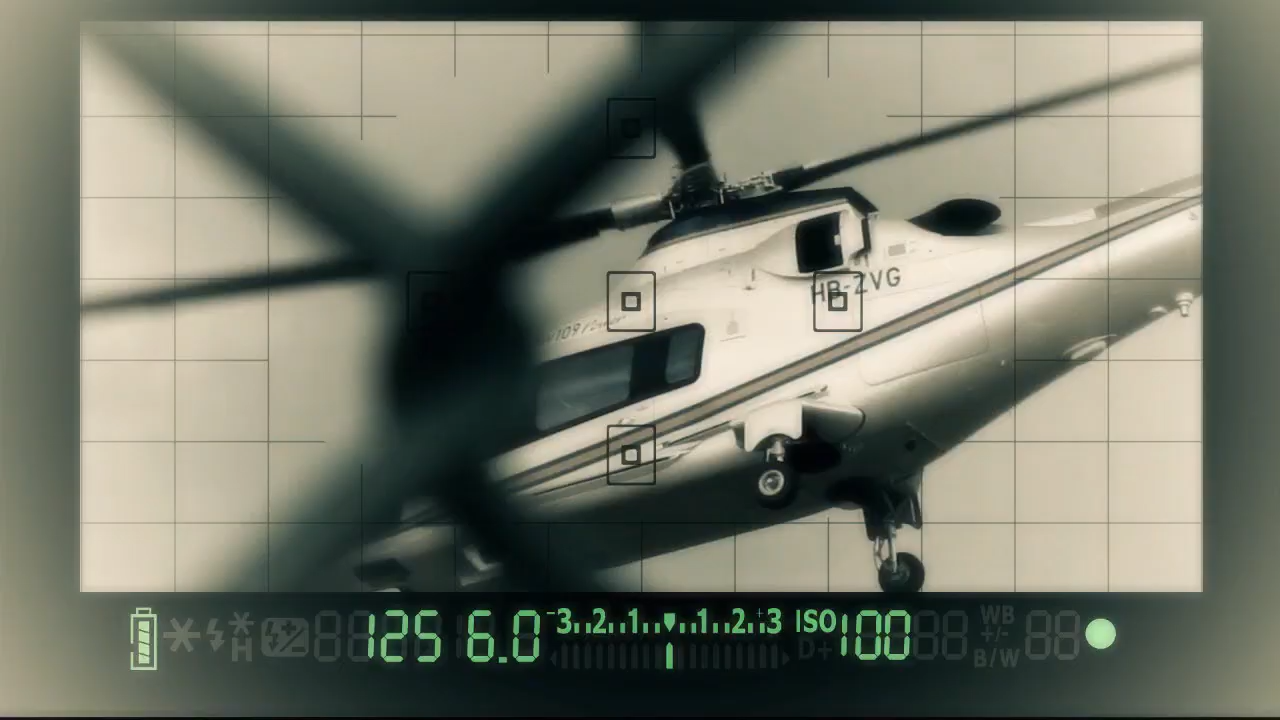 HB-ZVG
109
125 6.0 -3..2..1..▼..1..2..+3 ISO 100
D+
WB
+/-
B/W
H